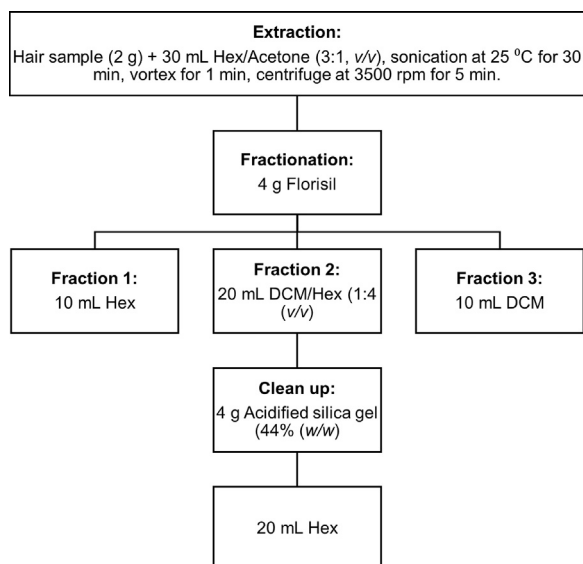 Extraction:
Hair sample (2 g) + 30 mL Hex/Acetone (3:1, v/v), sonication at 25 ⁰C for 30
min, vortex for 1 min, centrifuge at 3500 rpm for 5 min.
Fractionation:
4 g Florisil
Fraction 1:
10 mL Hex
Fraction 2:
20 mL DCM/Hex (1:4
(v/v)
Fraction 3:
10 mL DCM
Clean up:
4 g Acidified silica gel
(44% (w/w)
20 mL Hex